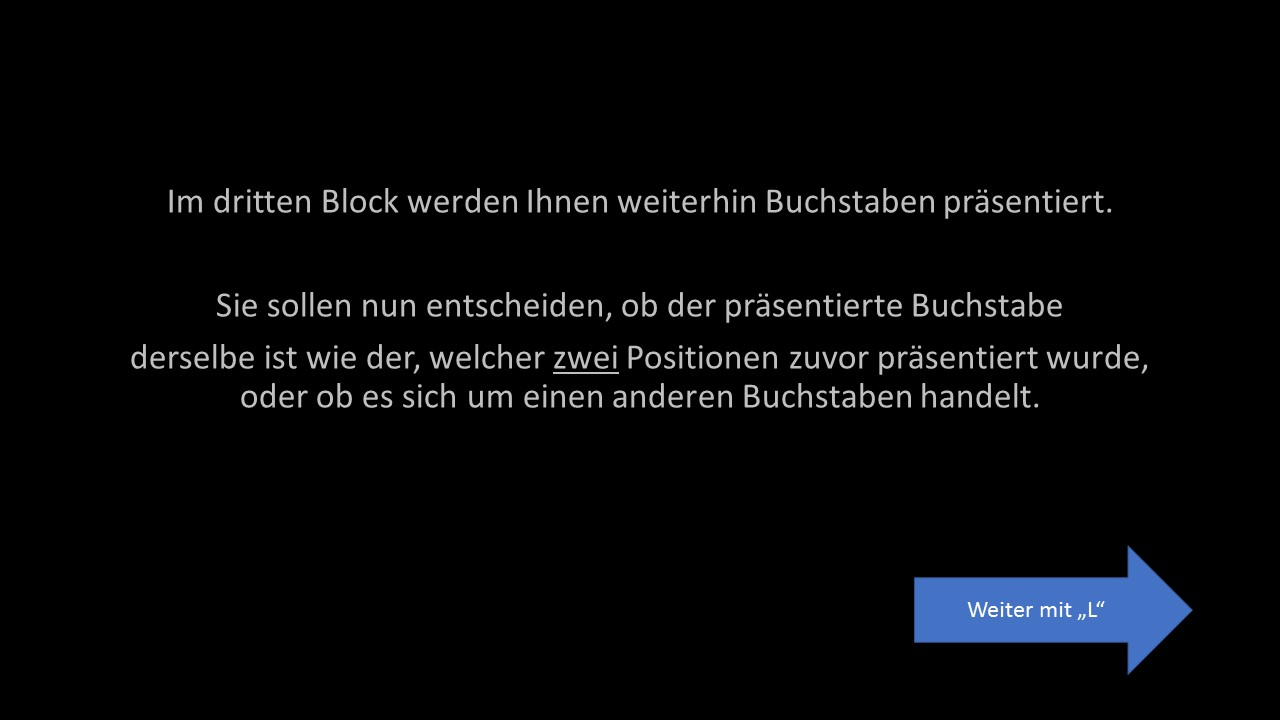 Im dritten Block werden Ihnen weiterhin Buchstaben präsentiert.
Sie sollen nun entscheiden, ob der präsentierte Buchstabe
derselbe ist wie der, welcher zwei Positionen zuvor präsentiert wurde,
oder ob es sich um einen anderen Buchstaben handelt.
Weiter mit „L“